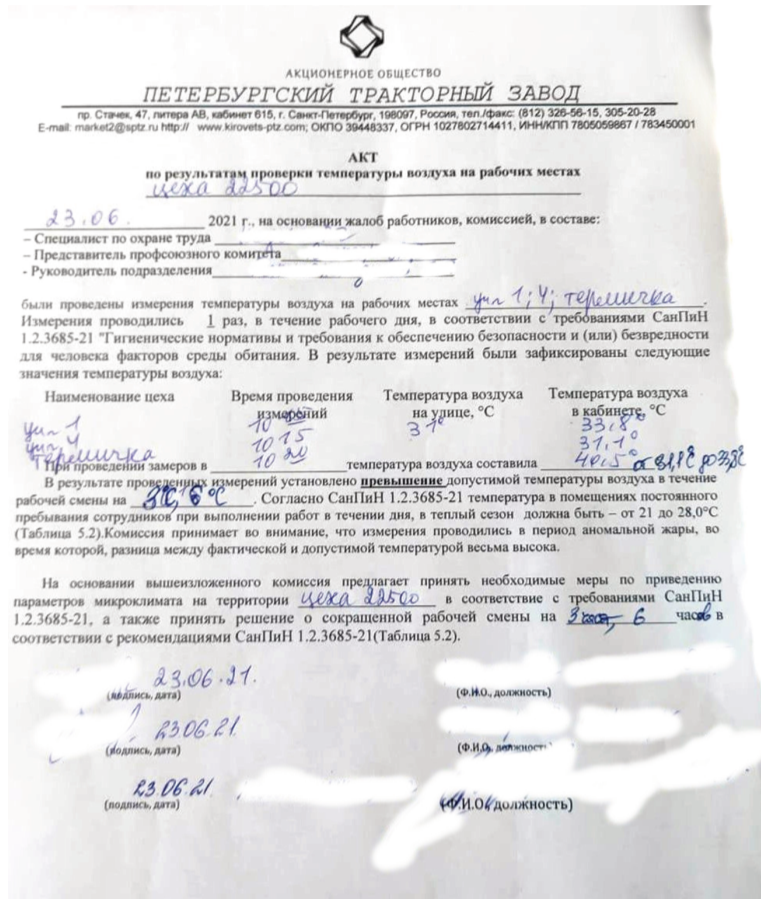 АКЦИОНЕРНОЕ ОБЩЕСТВО
ПЕТЕРБУРГСКИЙ ТРАКТОРНЫЙ ЗАВОД
пр. Стачек, 47, литера АВ, кабинет 615, г. Санкт-Петербург, 198097, Россия, тел./факс: (812) 326-56-15, 305-20-28
E-mail: market2@sptz.ru http:// www.kirovets-ptz.com; ОКПО 39448337, ОГРН 1027802714411, ИНН/КПП 7805059867 / 783450001
АКТ
по результатам проверки температуры воздуха на рабочих местах
цеха 22500
23.06. 2021 г., на основании жалоб работников, комиссией, в составе:
– Специалист по охране труда
– Представитель профсоюзного комитета
- Руководитель подразделения
были проведены измерения температуры воздуха на рабочих местах 1; 4; термичка.
Измерения проводились 1 раз, в течение рабочего дня, в соответствии с требованиями СанПиН
1.2.3685-21 "Гигиенические нормативы и требования к обеспечению безопасности и (или) безвредности
для человека факторов среды обитания. В результате измерений были зафиксированы следующие
значения температуры воздуха:
Наименование цеха Время проведения Температура воздуха Температура воздуха
измерений на улице, °С в кабинете, °С
1 10 31° 33,8°
4 10 15 31,1°
термичка 10 20 40,5°
При проведении замеров в температура воздуха составила от 31,1°С до
В результате проведенных измерений установлено превышение допустимой температуры воздуха в течение
рабочей смены на 6 °С. Согласно СанПиН 1.2.3685-21 температура в помещениях постоянного
пребывания сотрудников при выполнении работ в течении дня, в теплый сезон должна быть – от 21 до 28,0°С
(Таблица 5.2).Комиссия принимает во внимание, что измерения проводились в период аномальной жары, во
время которой, разница между фактической и допустимой температурой весьма высока.
На основании вышеизложенного комиссия предлагает принять необходимые меры по приведению
параметров микроклимата на территории цеха 22500 в соответствие с требованиями СанПиН
1.2.3685-21, а также принять решение о сокращенной рабочей смены на 6 часов в
соответствии с рекомендациями СанПиН 1.2.3685-21(Таблица 5.2).
23.06.21.
(подпись, дата) (Ф.И.О., должность)
23.06.21.
(подпись, дата) (Ф.И.О., должность)
23.06.21.
(подпись, дата) (Ф.И.О., должность)